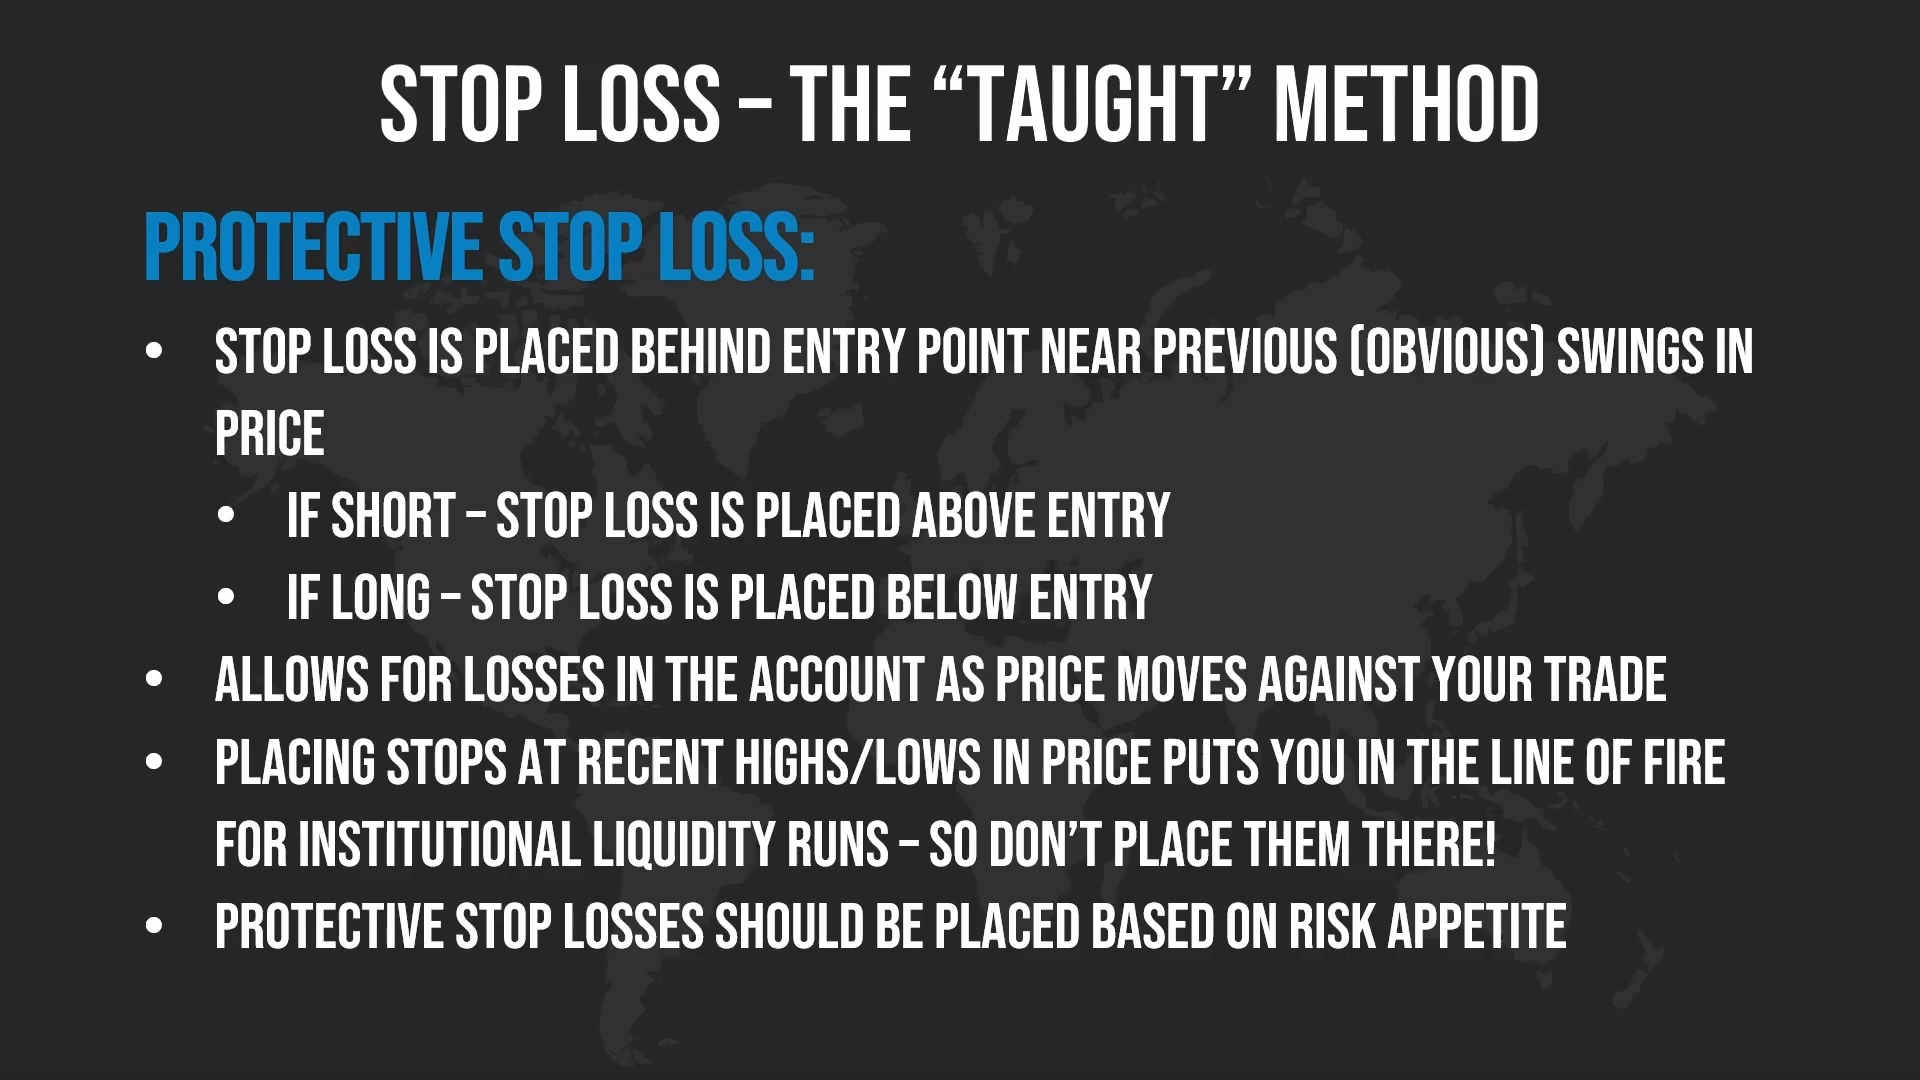 STOP LOSS – THE “TAUGHT” METHOD
PROTECTIVE STOP LOSS:
• STOP LOSS IS PLACED BEHIND ENTRY POINT NEAR PREVIOUS (OBVIOUS) SWINGS IN
PRICE
• IF SHORT – STOP LOSS IS PLACED ABOVE ENTRY
• IF LONG – STOP LOSS IS PLACED BELOW ENTRY
• ALLOWS FOR LOSSES IN THE ACCOUNT AS PRICE MOVES AGAINST YOUR TRADE
• PLACING STOPS AT RECENT HIGHS/LOWS IN PRICE PUTS YOU IN THE LINE OF FIRE
FOR INSTITUTIONAL LIQUIDITY RUNS – SO DON’T PLACE THEM THERE!
• PROTECTIVE STOP LOSSES SHOULD BE PLACED BASED ON RISK APPETITE